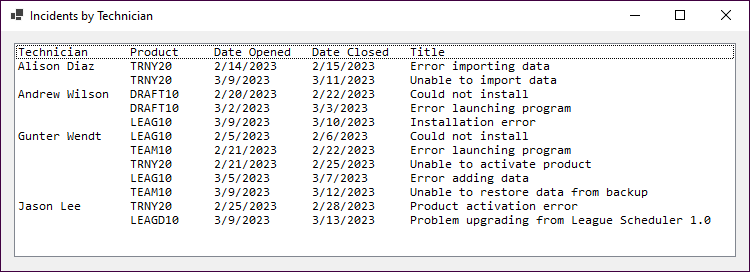 Incidents by Technician
Technician Product Date Opened Date Closed Title
Alison Diaz TRNY20 2/14/2023 2/15/2023 Error importing data
TRNY20 3/9/2023 3/11/2023 Unable to import data
Andrew Wilson DRAFT10 2/20/2023 2/22/2023 Could not install
DRAFT10 3/2/2023 3/3/2023 Error launching program
LEAG10 3/9/2023 3/10/2023 Installation error
Gunter Wendt LEAG10 2/5/2023 2/6/2023 Could not install
TEAM10 2/21/2023 2/22/2023 Error launching program
TRNY20 2/21/2023 2/25/2023 Unable to activate product
LEAG10 3/5/2023 3/7/2023 Error adding data
TEAM10 3/9/2023 3/12/2023 Unable to restore data from backup
Jason Lee TRNY20 2/25/2023 2/28/2023 Product activation error
LEAGD10 3/9/2023 3/13/2023 Problem upgrading from League Scheduler 1.0